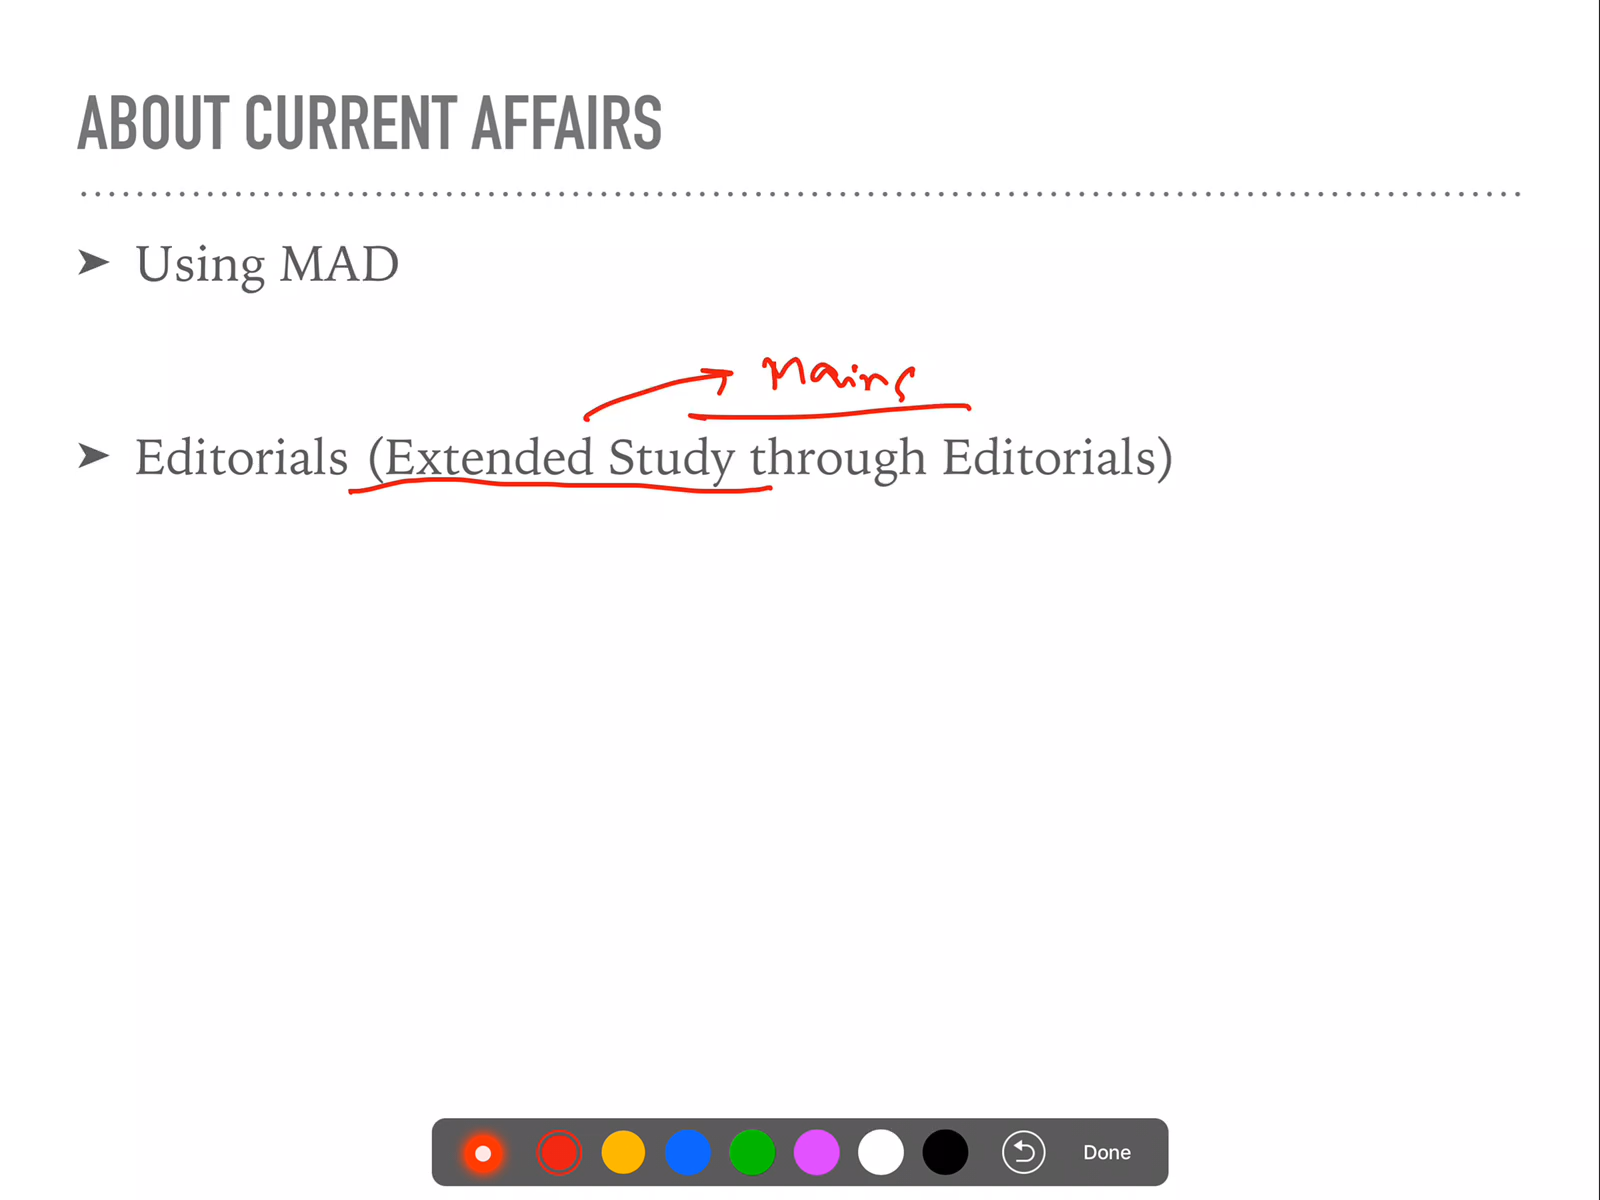 ABOUT CURRENT AFFAIRS
➤ Using MAD
Mains
➤ Editorials (Extended Study through Editorials)
Done